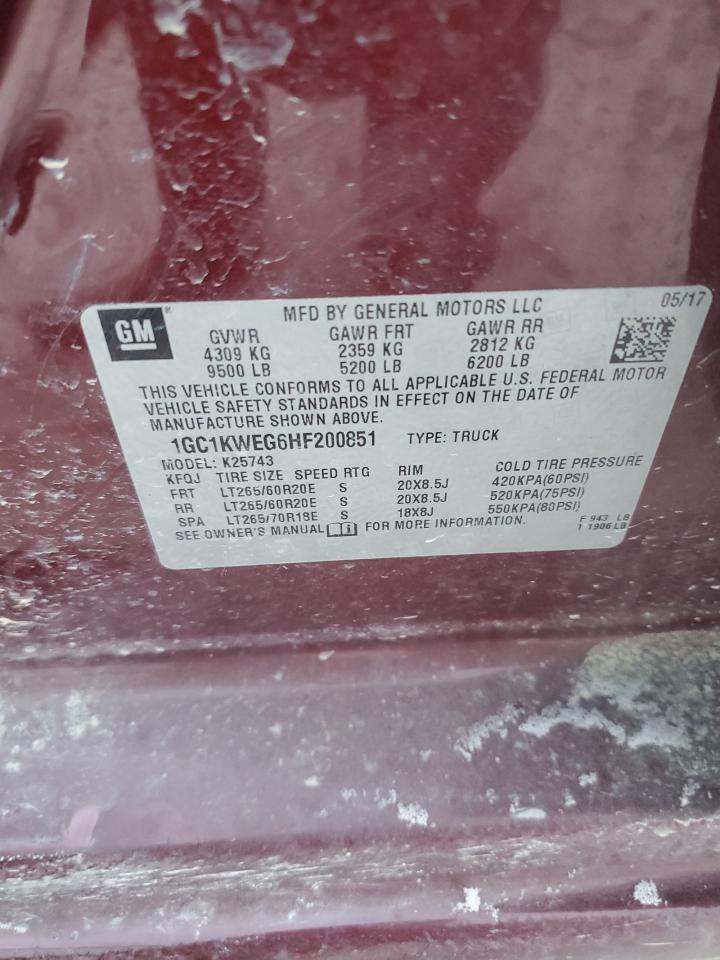 GM®
MFD BY GENERAL MOTORS LLC 05/17
GVWR GAWR FRT GAWR RR
4309 KG 2359 KG 2812 KG
9500 LB 5200 LB 6200 LB
THIS VEHICLE CONFORMS TO ALL APPLICABLE U.S. FEDERAL MOTOR
VEHICLE SAFETY STANDARDS IN EFFECT ON THE DATE OF
MANUFACTURE SHOWN ABOVE.
1GC1KWEG6HF200851 TYPE: TRUCK
MODEL: K25743
KFQJ TIRE SIZE SPEED RTG RIM COLD TIRE PRESSURE
FRT LT265/60R20E S 20X8.5J 420KPA(60PSI)
RR LT265/60R20E S 20X8.5J 520KPA(75PSI)
SPA LT265/70R18E S 18X8J 550KPA(80PSI)
SEE OWNER'S MANUAL FOR MORE INFORMATION.
F 943 LB
T 1906 LB